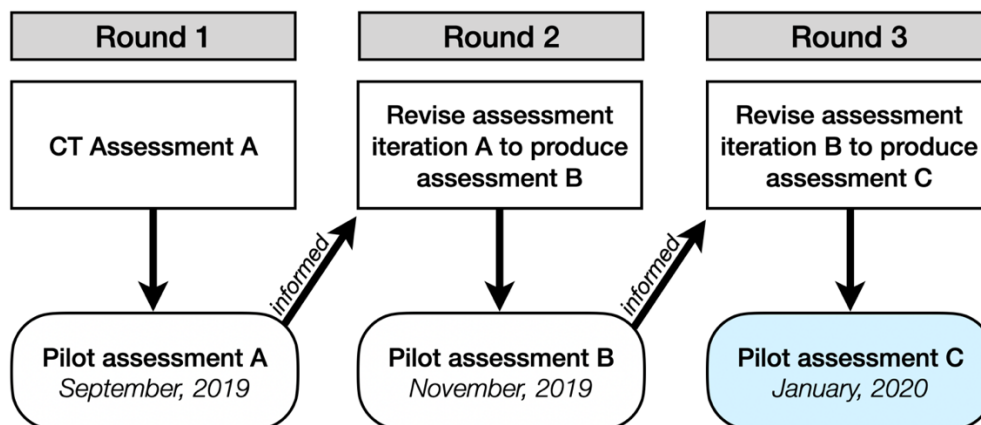 Round 1
CT Assessment A
Pilot assessment A
September, 2019
informed
Round 2
Revise assessment
iteration A to produce
assessment B
Pilot assessment B
November, 2019
informed
Round 3
Revise assessment
iteration B to produce
assessment C
Pilot assessment C
January, 2020